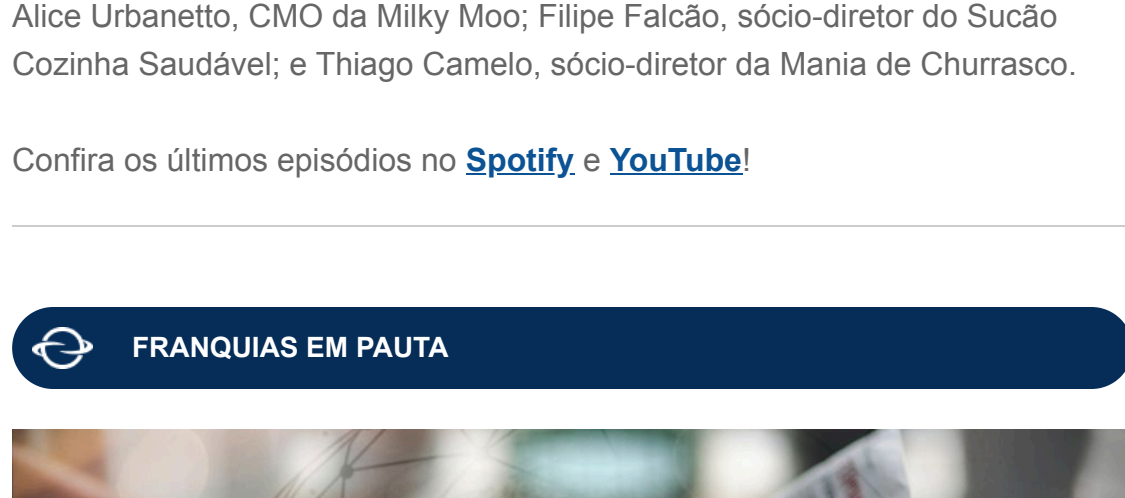 Alice Urbanetto, CMO da Milky Moo; Filipe Falcão, sócio-diretor do Sucão
Cozinha Saudável; e Thiago Camelo, sócio-diretor da Mania de Churrasco.
Confira os últimos episódios no Spotify e YouTube!
FRANQUIAS EM PAUTA